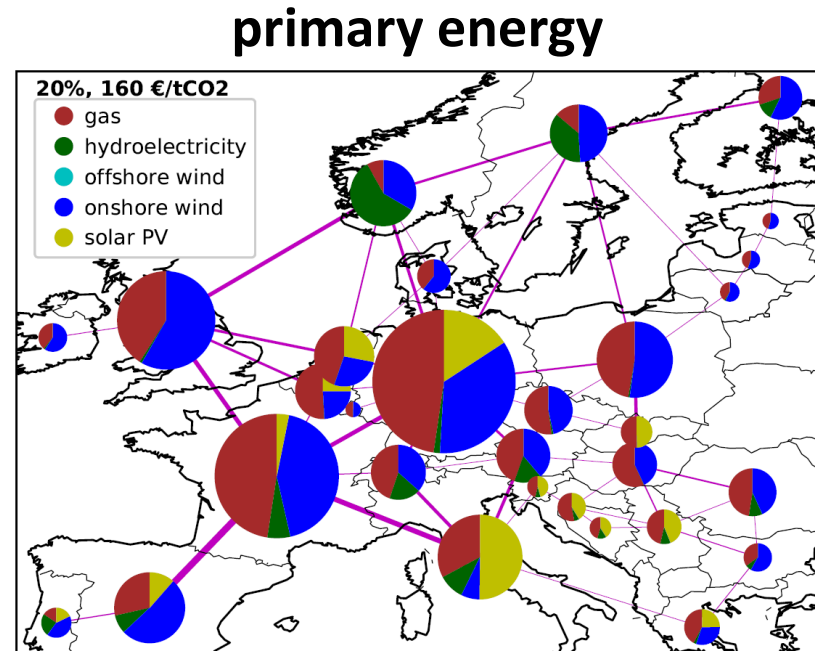 primary energy
20%, 160 €/tCO2
gas
hydroelectricity
offshore wind
onshore wind
solar PV